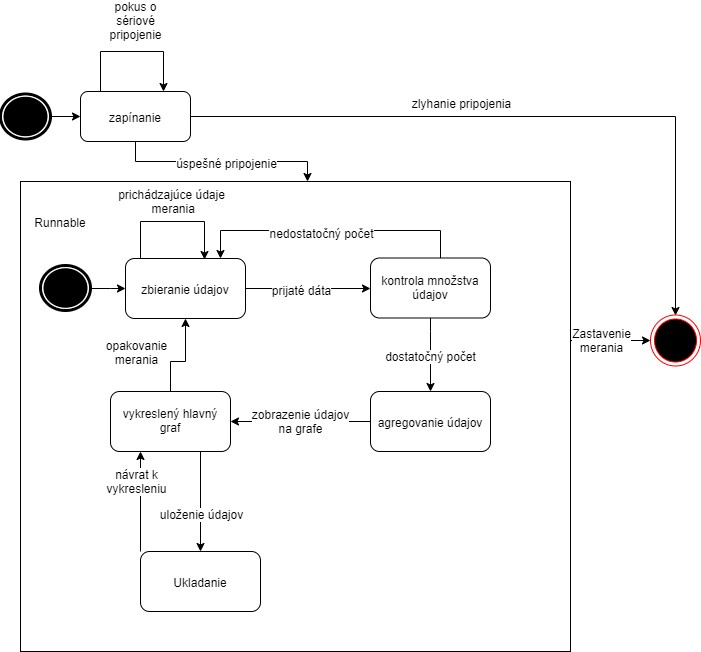 pokus o
sériové
pripojenie
zapínanie
zlyhanie pripojenia
úspešné pripojenie
Runnable
prichádzajúce údaje
merania
nedostatočný počet
zbieranie údajov
prijaté dáta
kontrola množstva
údajov
Zastavenie
merania
opakovanie
merania
dostatočný počet
vykreslený hlavný
graf
zobrazenie údajov
na grafe
agregovanie údajov
návrat k
vykresleniu
uloženie údajov
Ukladanie